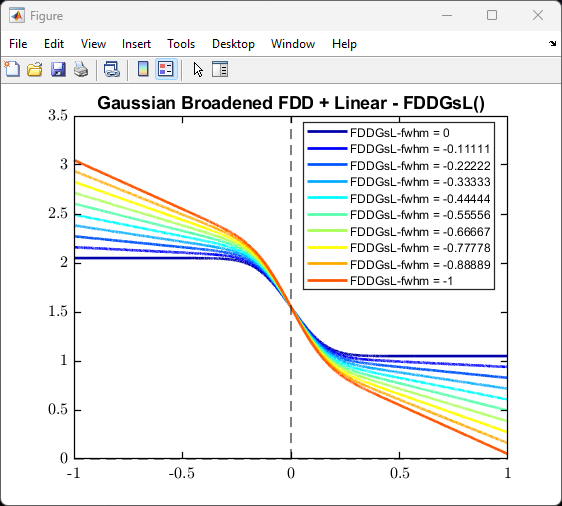 Figure
File Edit View Insert Tools Desktop Window Help
Gaussian Broadened FDD + Linear - FDDGsL()
3.5
3
2.5
2
1.5
1
0.5
0
-1 -0.5 0 0.5 1
FDDGsL-fwhm = 0
FDDGsL-fwhm = -0.11111
FDDGsL-fwhm = -0.22222
FDDGsL-fwhm = -0.33333
FDDGsL-fwhm = -0.44444
FDDGsL-fwhm = -0.55556
FDDGsL-fwhm = -0.66667
FDDGsL-fwhm = -0.77778
FDDGsL-fwhm = -0.88889
FDDGsL-fwhm = -1